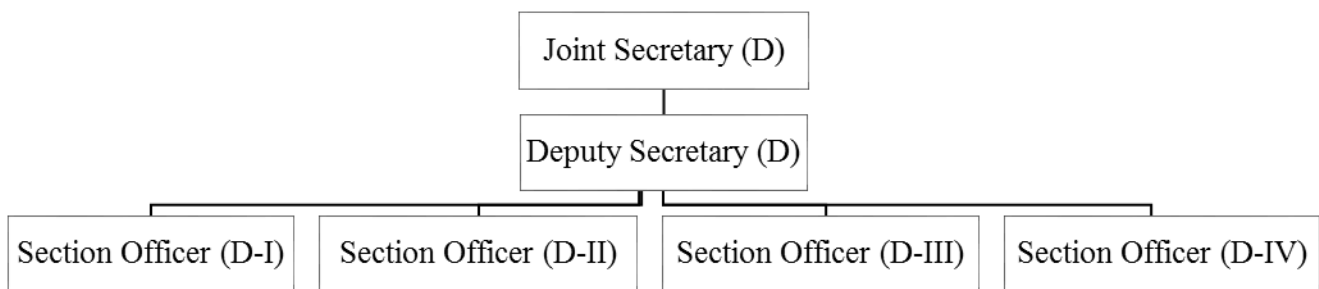 Joint Secretary (D)
Deputy Secretary (D)
Section Officer (D-I)
Section Officer (D-II)
Section Officer (D-III)
Section Officer (D-IV)